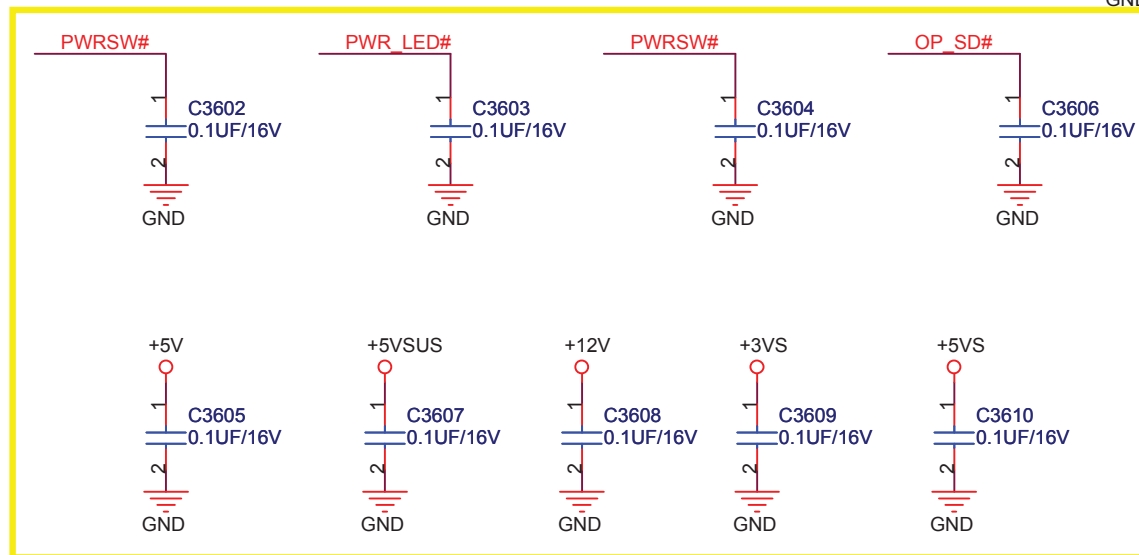 GND
PWRSW#
PWR_LED#
PWRSW#
OP_SD#
1
C3602
0.1UF/16V
2
GND
1
C3603
0.1UF/16V
2
GND
1
C3604
0.1UF/16V
2
GND
1
C3606
0.1UF/16V
2
GND
+5V
+5VSUS
+12V
+3VS
+5VS
1
C3605
0.1UF/16V
2
GND
1
C3607
0.1UF/16V
2
GND
1
C3608
0.1UF/16V
2
GND
1
C3609
0.1UF/16V
2
GND
1
C3610
0.1UF/16V
2
GND